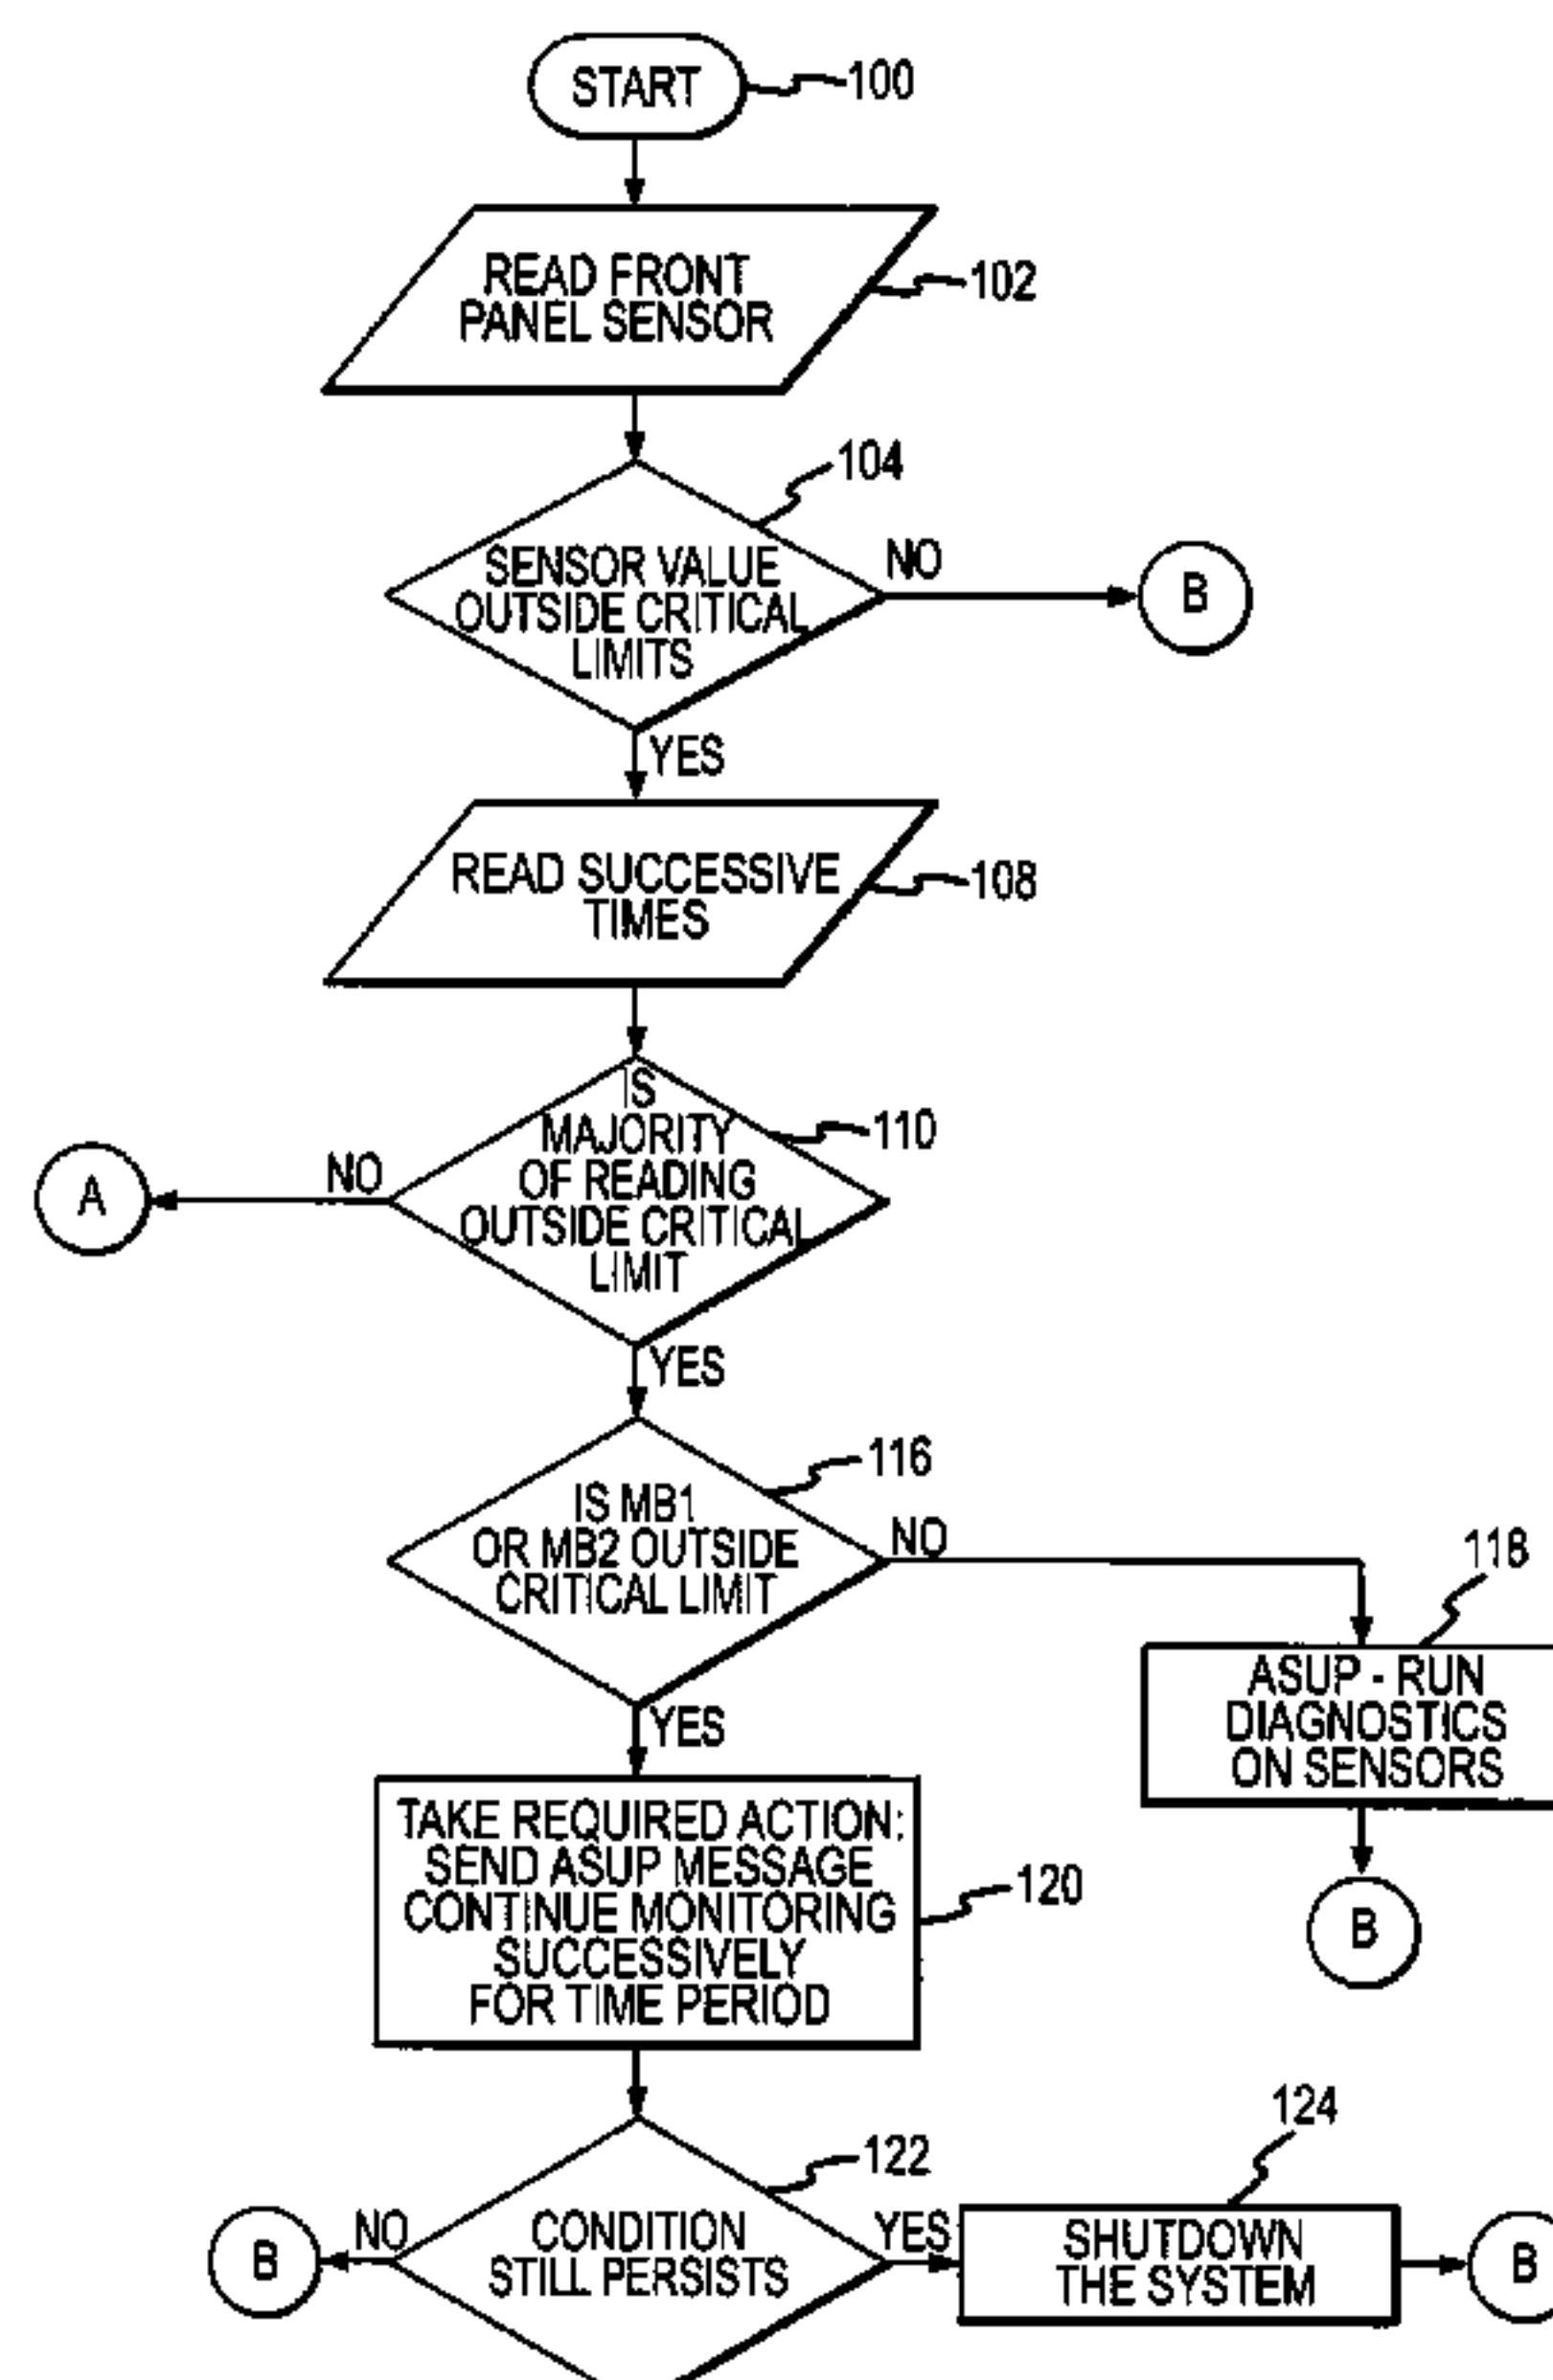 START
100
READ FRONT
PANEL SENSOR
102
104
SENSOR VALUE
OUTSIDE CRITICAL
LIMITS
NO
B
YES
READ SUCCESSIVE
TIMES
108
IS
MAJORITY
OF READING
OUTSIDE CRITICAL
LIMIT
110
NO
A
YES
116
IS MB1
OR MB2 OUTSIDE
CRITICAL LIMIT
NO
118
ASUP - RUN
DIAGNOSTICS
ON SENSORS
B
YES
TAKE REQUIRED ACTION:
SEND ASUP MESSAGE
CONTINUE MONITORING
SUCCESSIVELY
FOR TIME PERIOD
120
122
CONDITION
STILL PERSISTS
NO
B
YES
124
SHUTDOWN
THE SYSTEM
B